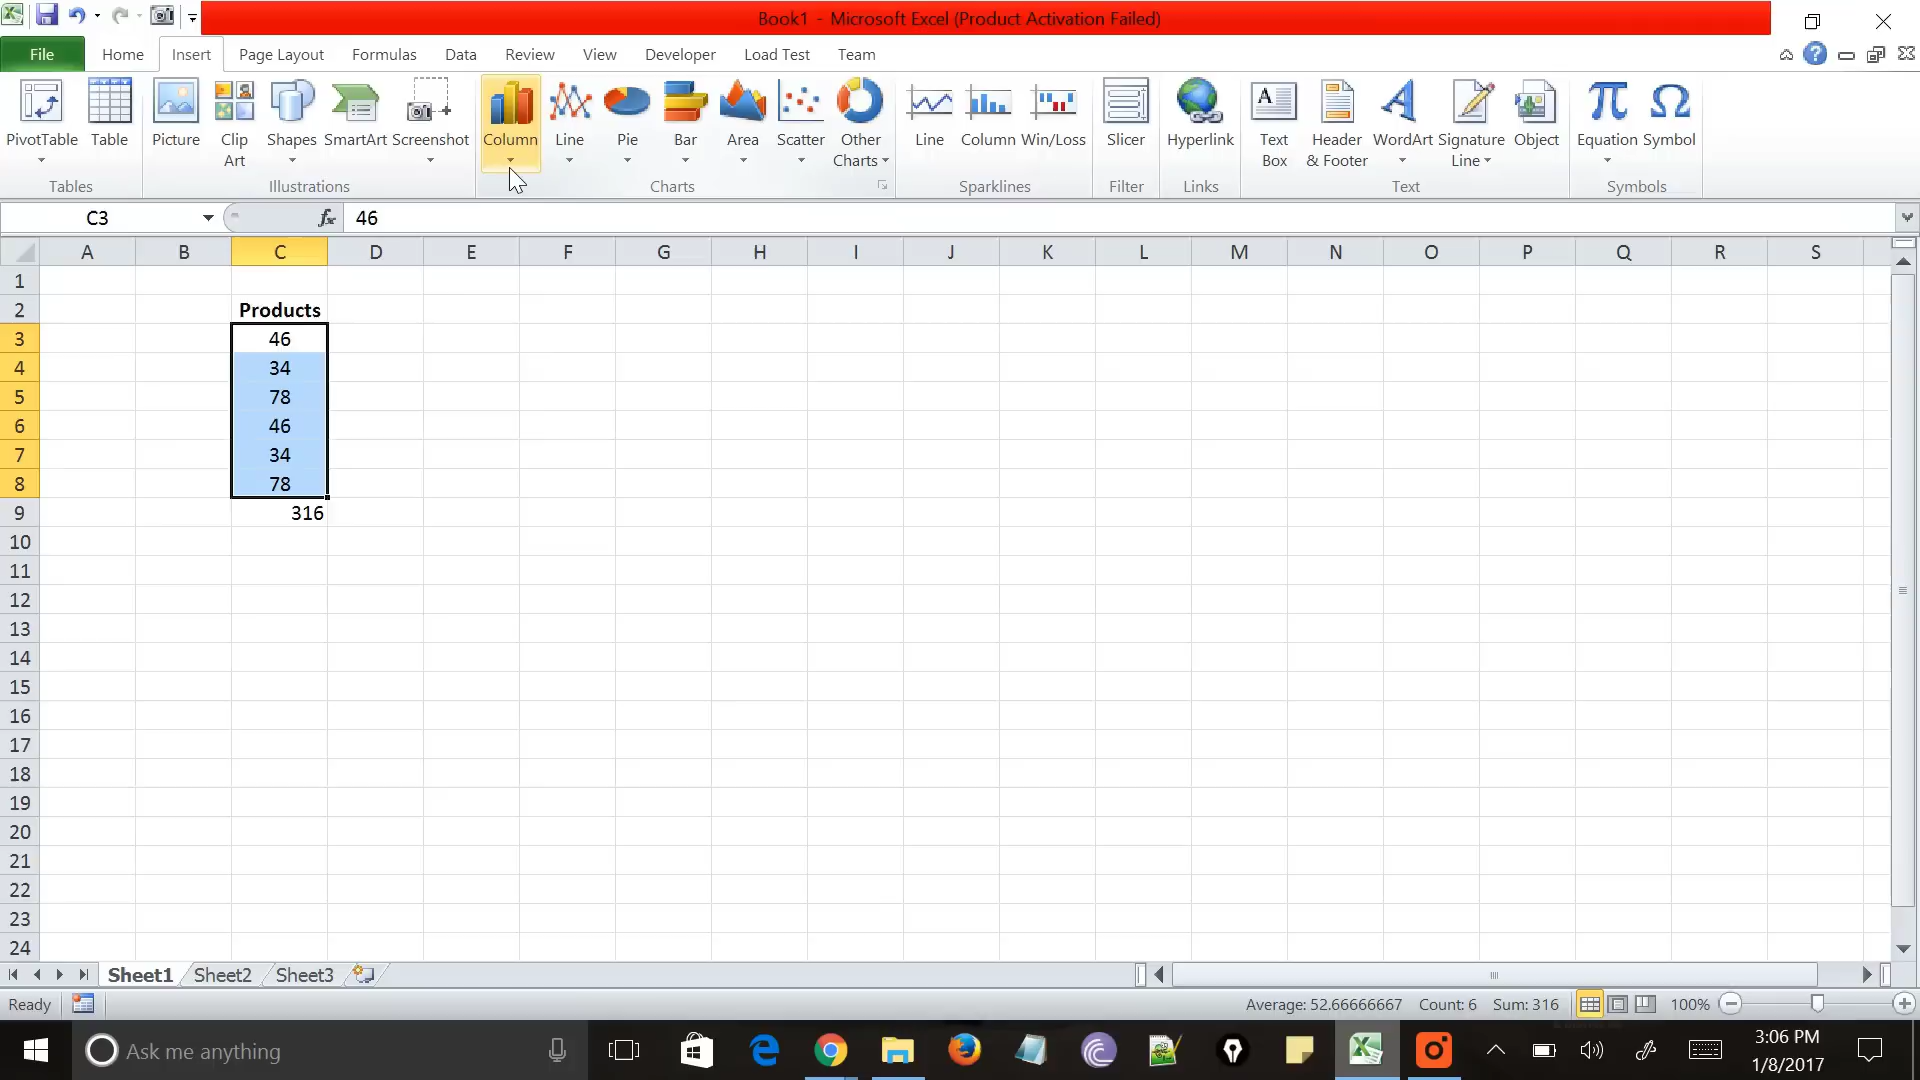 Book1 - Microsoft Excel (Product Activation Failed)
File Home Insert Page Layout Formulas Data Review View Developer Load Test Team
PivotTable Table Picture Clip Art Shapes SmartArt Screenshot Column Line Pie Bar Area Scatter Other Charts Line Column Win/Loss Slicer Hyperlink Text Box Header & Footer WordArt Signature Line Object Equation Symbol
Tables Illustrations Charts Sparklines Filter Links Text Symbols
C3 fx 46
A B C D E F G H I J K L M N O P Q R S
1
2 Products
3 46
4 34
5 78
6 46
7 34
8 78
9 316
10
11
12
13
14
15
16
17
18
19
20
21
22
23
24
Sheet1 Sheet2 Sheet3
Ready Average: 52.66666667 Count: 6 Sum: 316 100%
Ask me anything 3:06 PM
1/8/2017